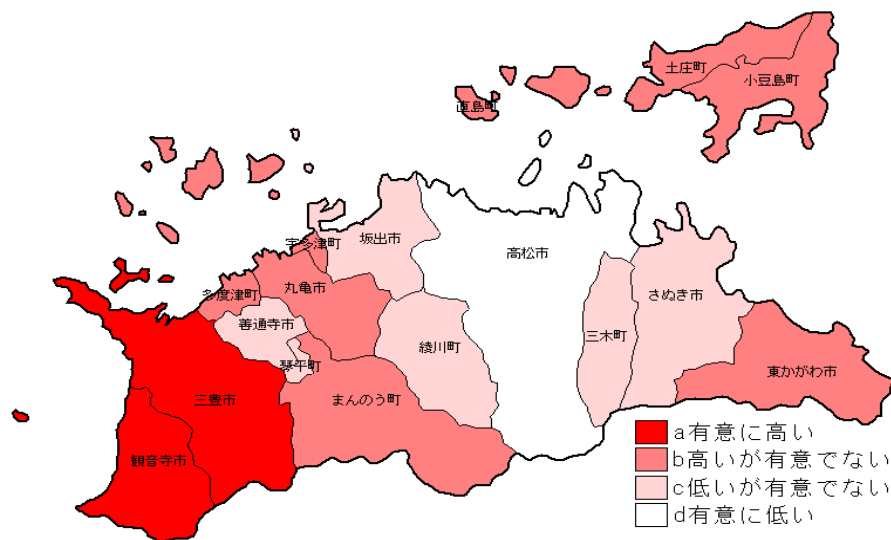 土庄町
小豆島町
直島町
宇多津町
坂出市
高松市
多度津町
丸亀市
さぬき市
善通寺市
綾川町
三木町
琴平町
東かがわ市
三豊市
まんのう町
観音寺市
a有意に高い
b高いが有意でない
c低いが有意でない
d有意に低い